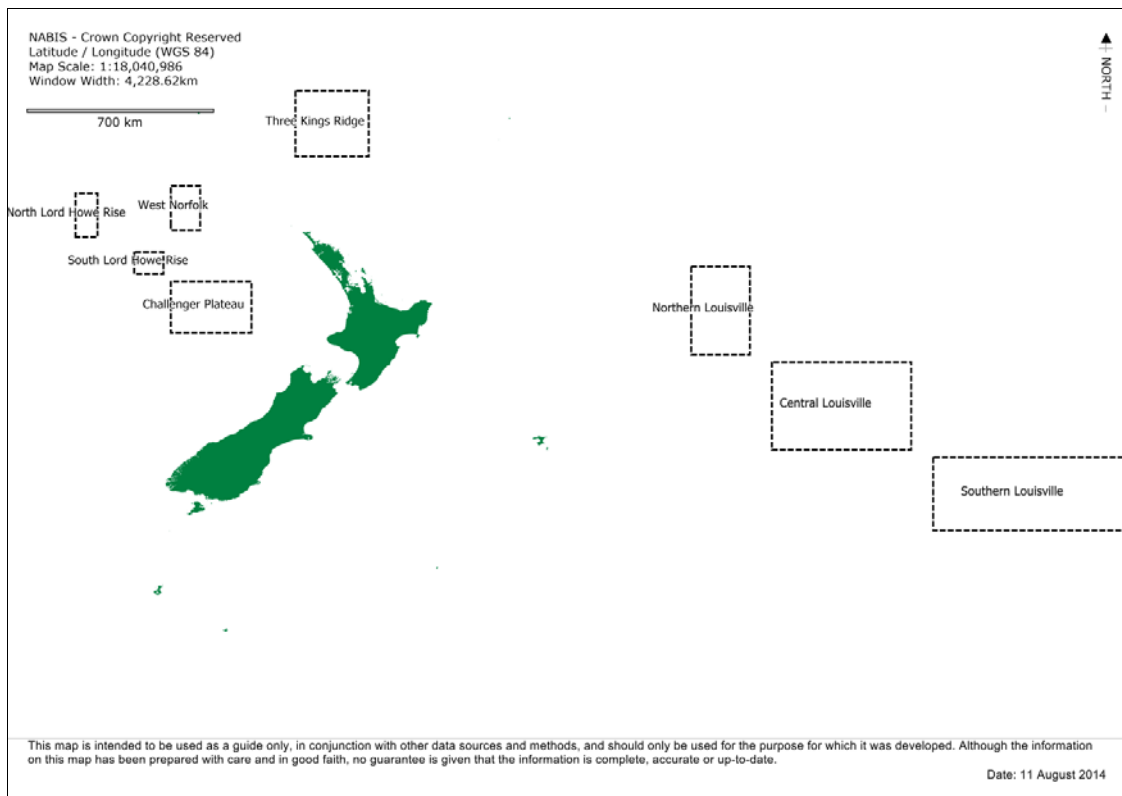 NABIS - Crown Copyright Reserved
Latitude / Longitude (WGS 84)
Map Scale: 1:18,040,986
Window Width: 4,228.62km
700 km
NORTH
Three Kings Ridge
North Lord Howe Rise
West Norfolk
South Lord Howe Rise
Challenger Plateau
Northern Louisville
Central Louisville
Southern Louisville
This map is intended to be used as a guide only, in conjunction with other data sources and methods, and should only be used for the purpose for which it was developed. Although the information
on this map has been prepared with care and in good faith, no guarantee is given that the information is complete, accurate or up-to-date.
Date: 11 August 2014